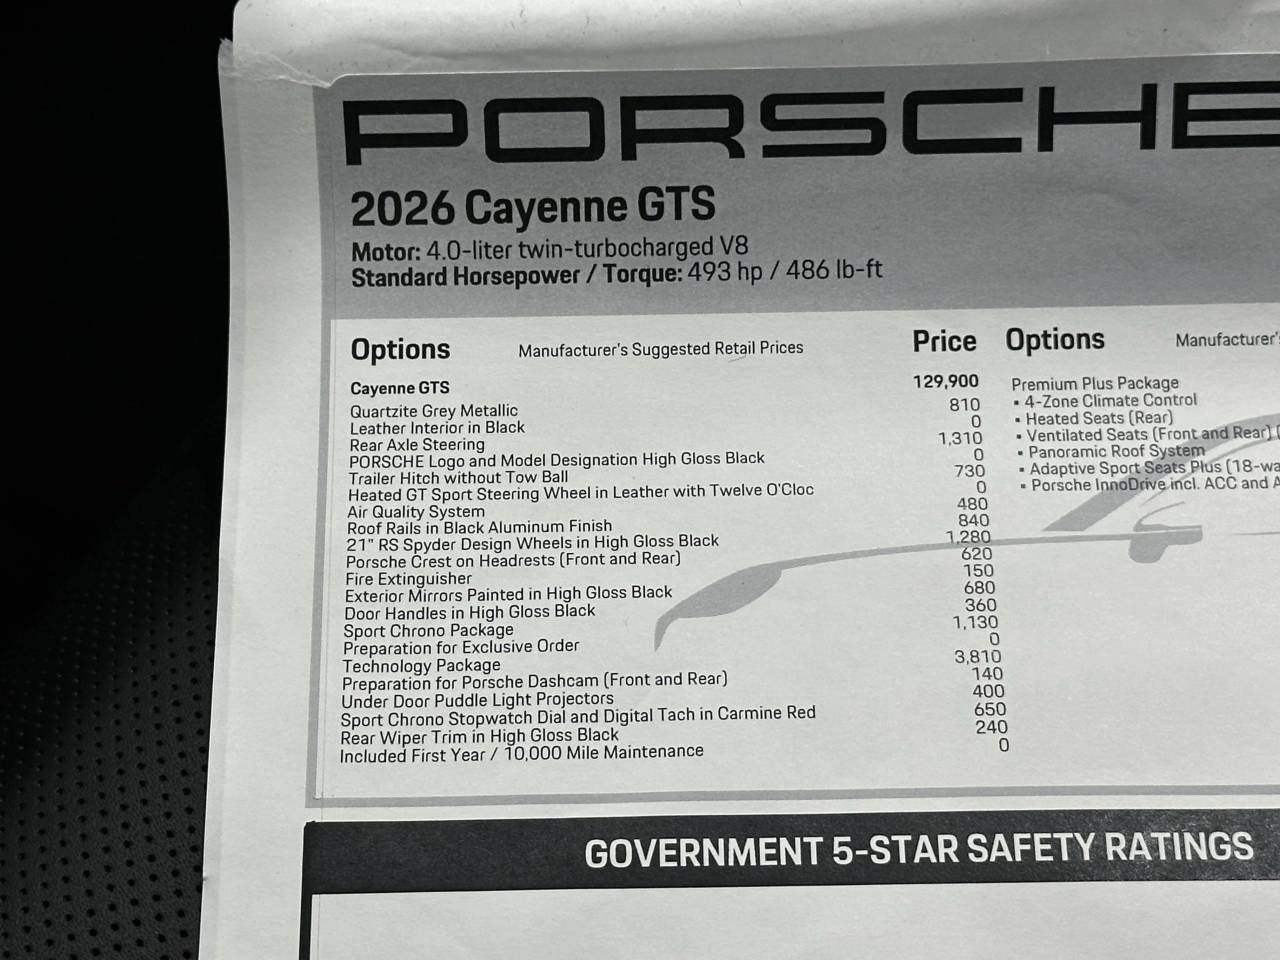 PORSCHE
2026 Cayenne GTS
Motor: 4.0-liter twin-turbocharged V8
Standard Horsepower / Torque: 493 hp / 486 lb-ft
Options Manufacturer's Suggested Retail Prices Price
Cayenne GTS 129,900
Quartzite Grey Metallic 810
Leather Interior in Black 0
Rear Axle Steering 1,310
PORSCHE Logo and Model Designation High Gloss Black 0
Trailer Hitch without Tow Ball 730
Heated GT Sport Steering Wheel in Leather with Twelve O'Cloc 0
Air Quality System 480
Roof Rails in Black Aluminum Finish 840
21" RS Spyder Design Wheels in High Gloss Black 1,280
Porsche Crest on Headrests (Front and Rear) 620
Fire Extinguisher 150
Exterior Mirrors Painted in High Gloss Black 680
Door Handles in High Gloss Black 360
Sport Chrono Package 1,130
Preparation for Exclusive Order 0
Technology Package 3,810
Preparation for Porsche Dashcam (Front and Rear) 140
Under Door Puddle Light Projectors 400
Sport Chrono Stopwatch Dial and Digital Tach in Carmine Red 650
Rear Wiper Trim in High Gloss Black 240
Included First Year / 10,000 Mile Maintenance 0
Options Manufacturer's
Premium Plus Package
▪ 4-Zone Climate Control
▪ Heated Seats (Rear)
▪ Ventilated Seats (Front and Rear) (
▪ Panoramic Roof System
▪ Adaptive Sport Seats Plus (18-wa
▪ Porsche InnoDrive incl. ACC and A
GOVERNMENT 5-STAR SAFETY RATINGS